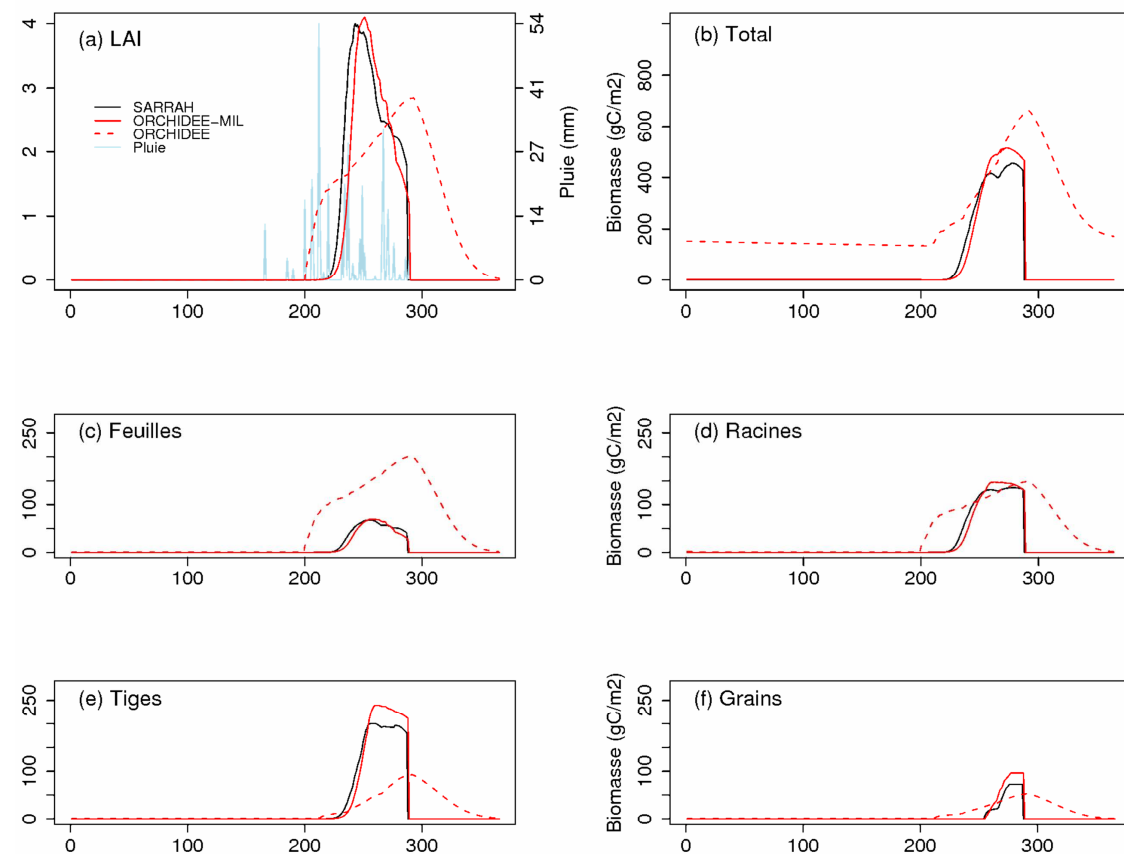 (a) LAI
0 1 2 3 4
0 14 27 41 54
Pluie (mm)
SARRAH
ORCHIDEE-MIL
ORCHIDEE
Pluie
0 100 200 300
(b) Total
Biomasse (gC/m2)
0 200 400 600 800
0 100 200 300
(c) Feuilles
0 100 250
0 100 200 300
(d) Racines
Biomasse (gC/m2)
0 100 250
0 100 200 300
(e) Tiges
0 100 250
0 100 200 300
(f) Grains
Biomasse (gC/m2)
0 100 250
0 100 200 300